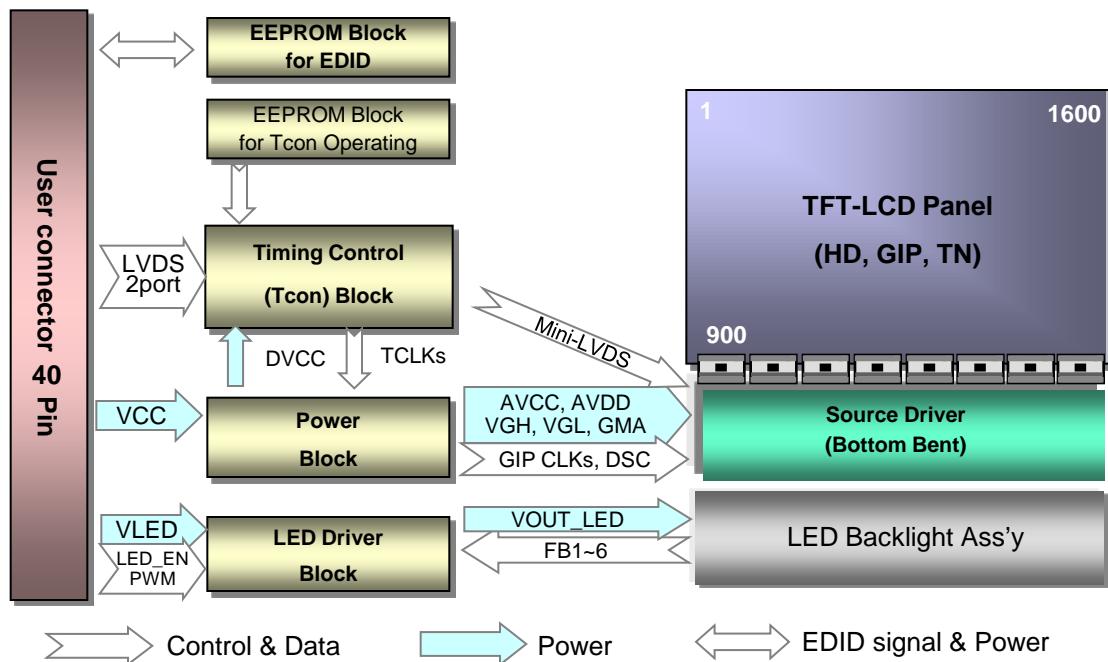 User connector 40 Pin
EEPROM Block
for EDID
EEPROM Block
for Tcon Operating
LVDS
2port
Timing Control
(Tcon) Block
DVCC
TCLKs
Mini-LVDS
VCC
Power
Block
AVCC, AVDD
VGH, VGL, GMA
GIP CLKs, DSC
VLED
LED_EN
PWM
LED Driver
Block
VOUT_LED
FB1~6
1
1600
TFT-LCD Panel
(HD, GIP, TN)
900
Source Driver
(Bottom Bent)
LED Backlight Ass'y
Control & Data
Power
EDID signal & Power